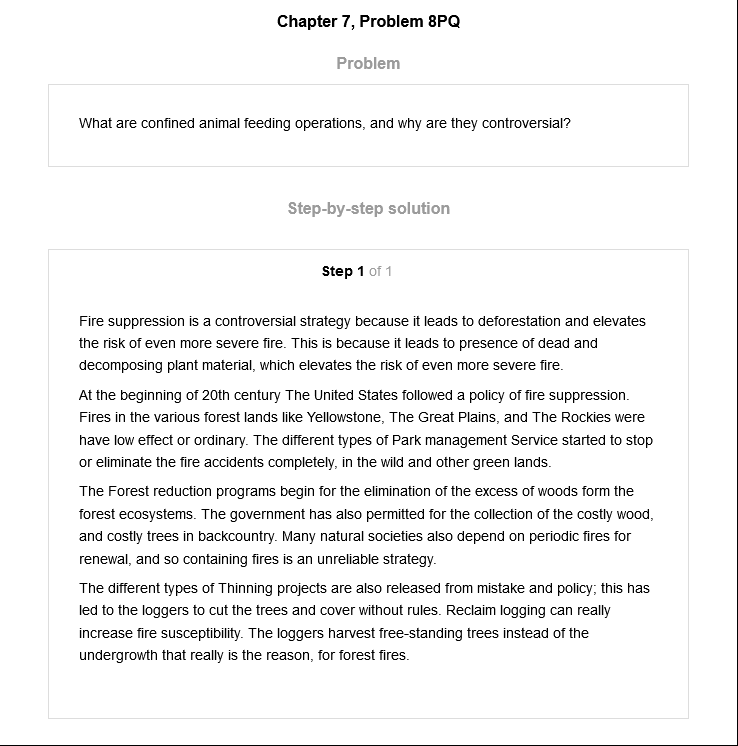 Chapter 7, Problem 8PQ
Problem
What are confined animal feeding operations, and why are they controversial?
Step-by-step solution
Step 1 of 1
Fire suppression is a controversial strategy because it leads to deforestation and elevates
the risk of even more severe fire. This is because it leads to presence of dead and
decomposing plant material, which elevates the risk of even more severe fire.
At the beginning of 20th century The United States followed a policy of fire suppression.
Fires in the various forest lands like Yellowstone, The Great Plains, and The Rockies were
have low effect or ordinary. The different types of Park management Service started to stop
or eliminate the fire accidents completely, in the wild and other green lands.
The Forest reduction programs begin for the elimination of the excess of woods form the
forest ecosystems. The government has also permitted for the collection of the costly wood,
and costly trees in backcountry. Many natural societies also depend on periodic fires for
renewal, and so containing fires is an unreliable strategy.
The different types of Thinning projects are also released from mistake and policy; this has
led to the loggers to cut the trees and cover without rules. Reclaim logging can really
increase fire susceptibility. The loggers harvest free-standing trees instead of the
undergrowth that really is the reason, for forest fires.